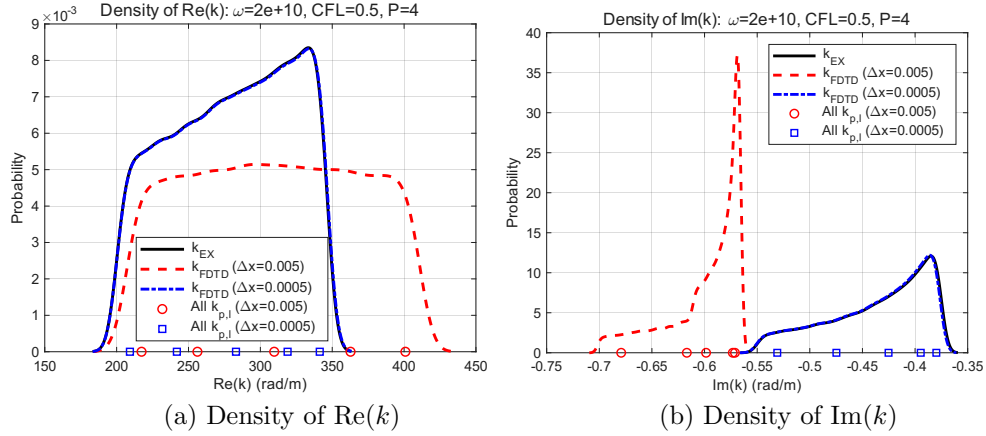 Density of Re(k): ω=2e+10, CFL=0.5, P=4
×10⁻³
9
8
7
6
5
4
3
2
1
0
Probability
k_EX
k_FDTD (Δx=0.005)
k_FDTD (Δx=0.0005)
All k_p,l (Δx=0.005)
All k_p,l (Δx=0.0005)
150 200 250 300 350 400 450
Re(k) (rad/m)
(a) Density of Re(k)
Density of Im(k): ω=2e+10, CFL=0.5, P=4
40
35
30
25
20
15
10
5
0
Probability
k_EX
k_FDTD (Δx=0.005)
k_FDTD (Δx=0.0005)
All k_p,l (Δx=0.005)
All k_p,l (Δx=0.0005)
-0.75 -0.7 -0.65 -0.6 -0.55 -0.5 -0.45 -0.4 -0.35
Im(k) (rad/m)
(b) Density of Im(k)